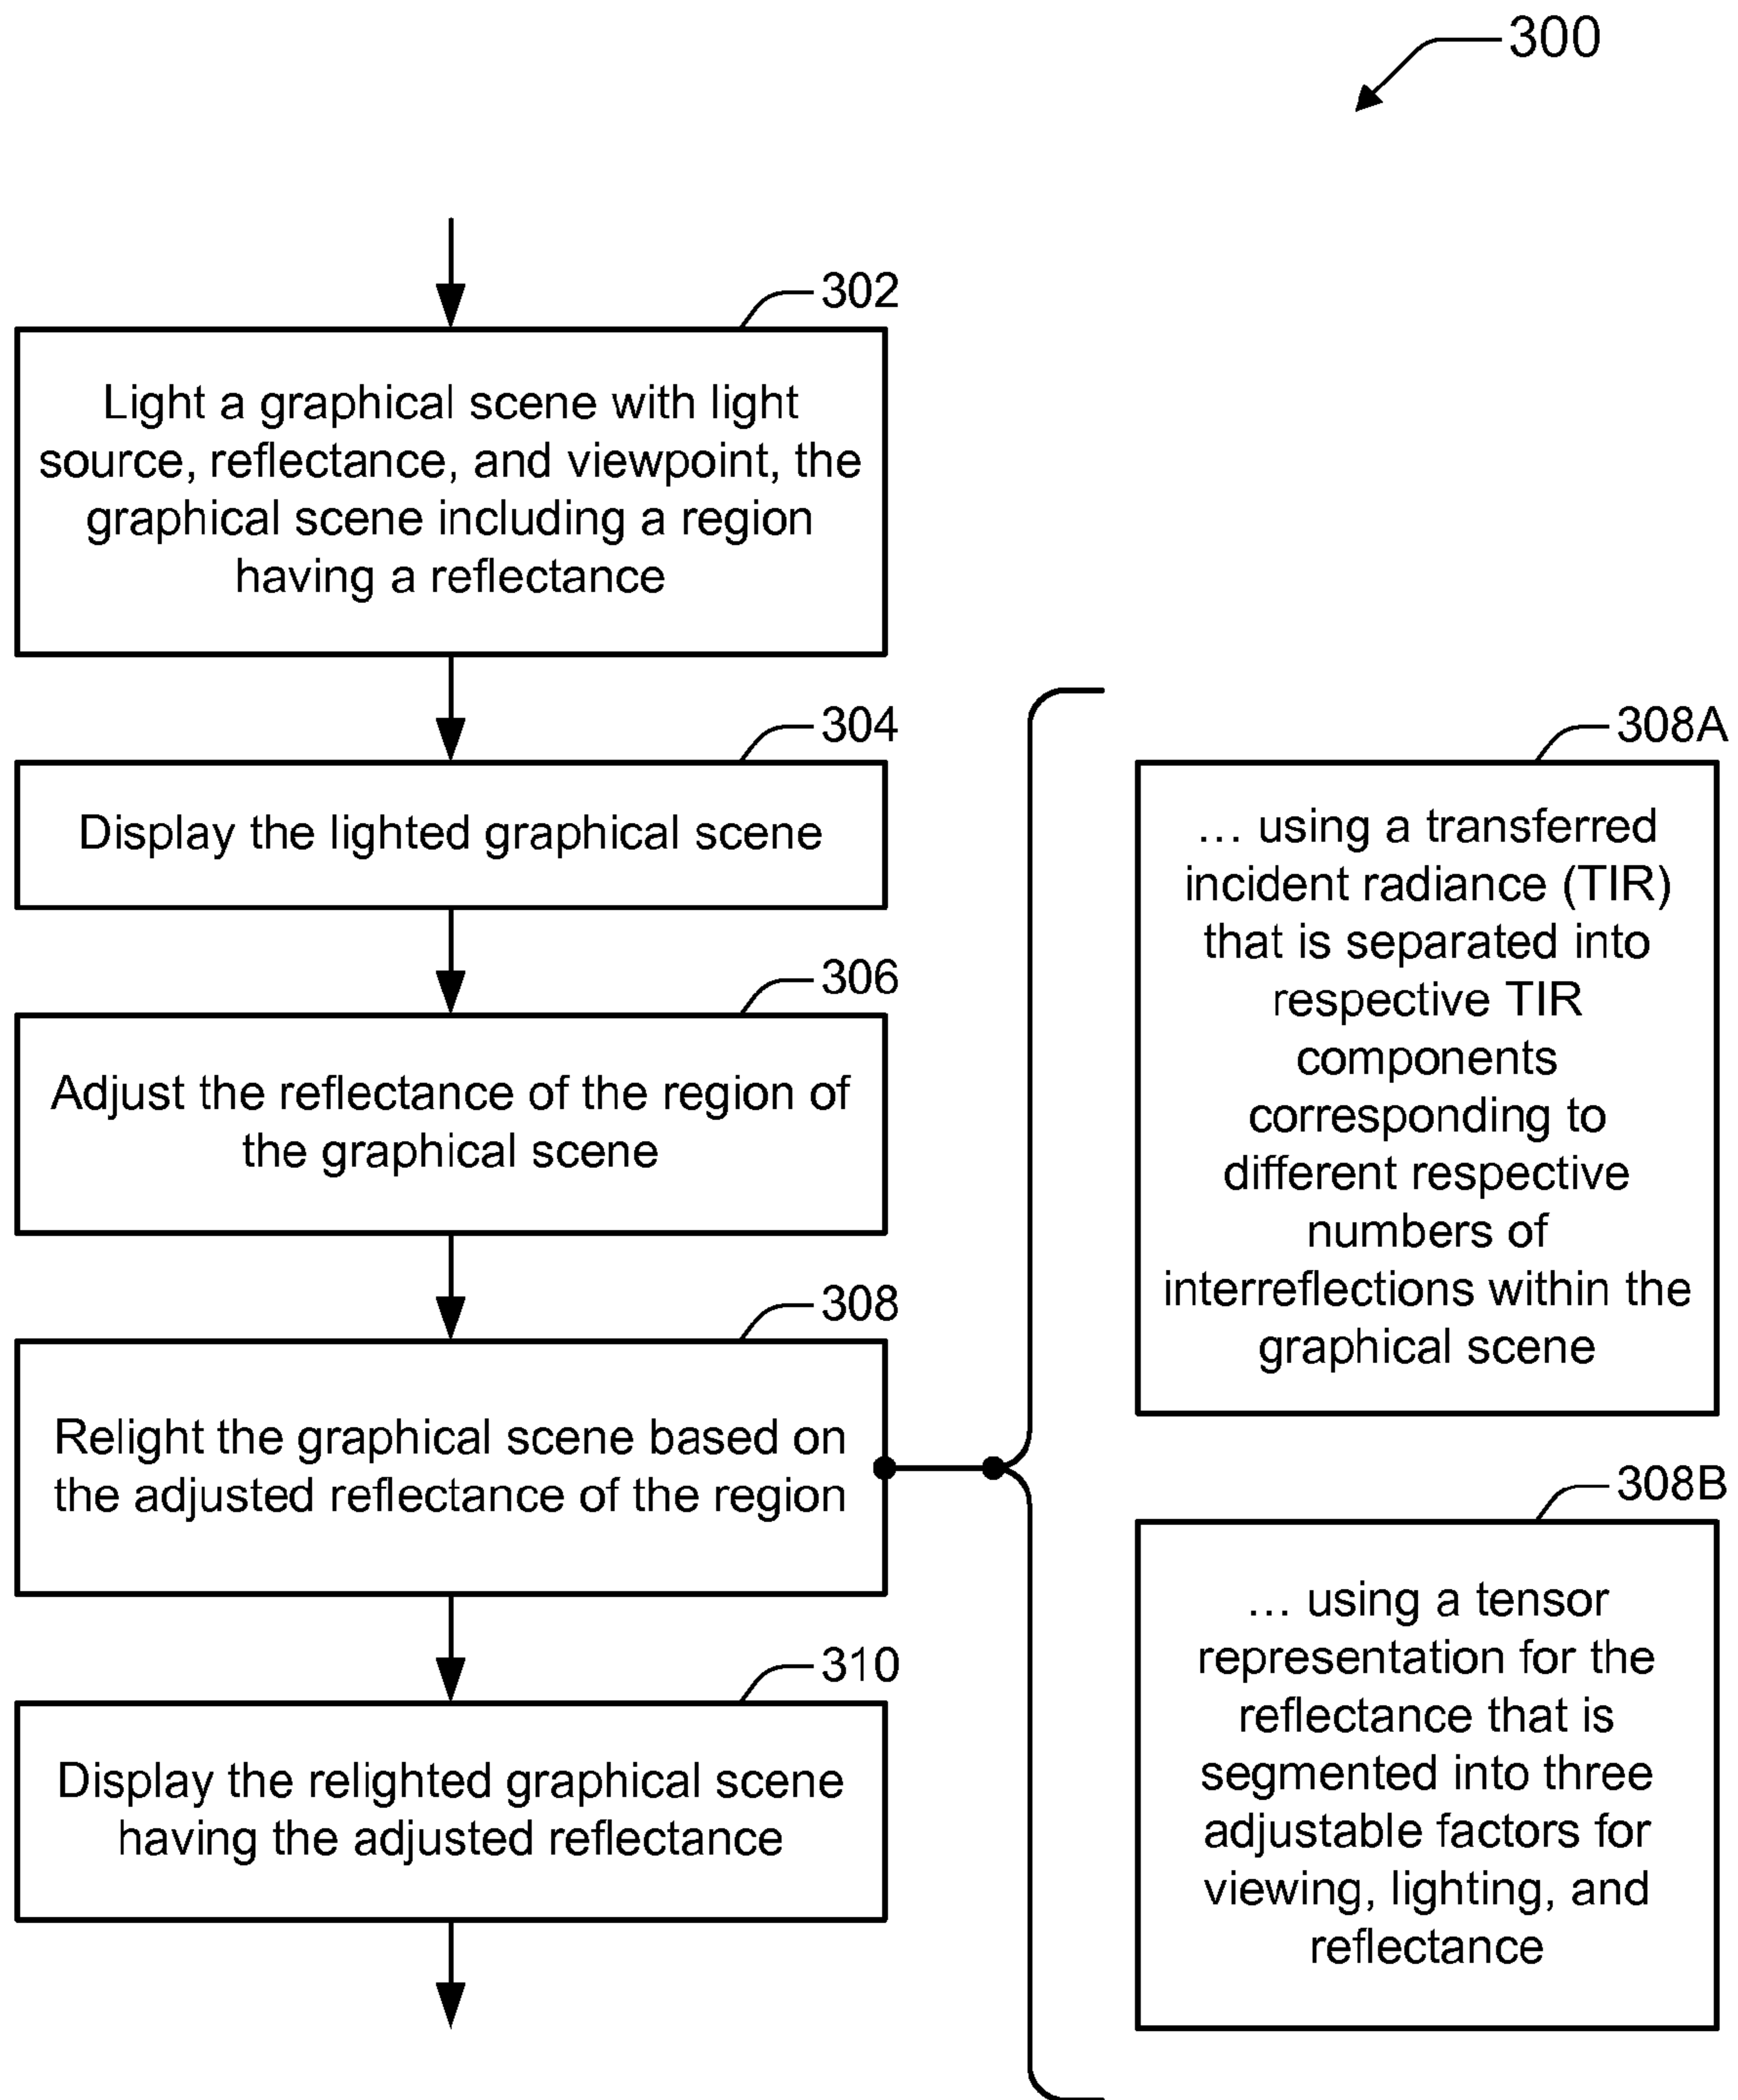 300
302
Light a graphical scene with light
source, reflectance, and viewpoint, the
graphical scene including a region
having a reflectance
304
Display the lighted graphical scene
306
Adjust the reflectance of the region of
the graphical scene
308
Relight the graphical scene based on
the adjusted reflectance of the region
310
Display the relighted graphical scene
having the adjusted reflectance
308A
... using a transferred
incident radiance (TIR)
that is separated into
respective TIR
components
corresponding to
different respective
numbers of
interreflections within the
graphical scene
308B
... using a tensor
representation for the
reflectance that is
segmented into three
adjustable factors for
viewing, lighting, and
reflectance